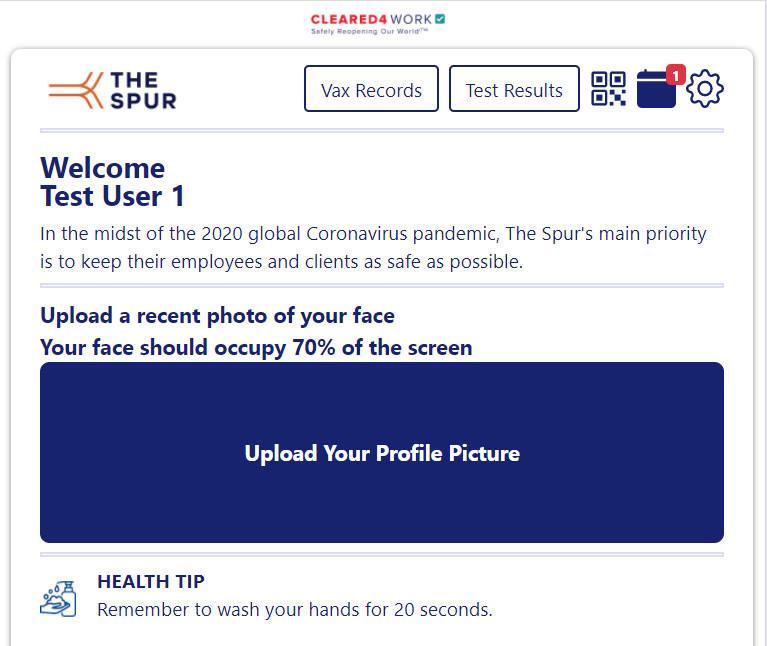 CLEARED4WORK
Safely Reopening Our World™
THE
SPUR
Vax Records
Test Results
1
Welcome
Test User 1
In the midst of the 2020 global Coronavirus pandemic, The Spur's main priority
is to keep their employees and clients as safe as possible.
Upload a recent photo of your face
Your face should occupy 70% of the screen
Upload Your Profile Picture
HEALTH TIP
Remember to wash your hands for 20 seconds.